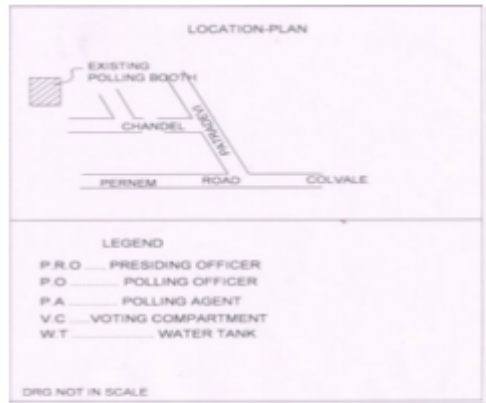 LOCATION-PLAN
EXISTING
POLLING BOOTH
CHANDEL
PATRADEVI
PERNEM ROAD COLVALE
LEGEND
P.R.O ..... PRESIDING OFFICER
P.O ............ POLLING OFFICER
P.A ............ POLLING AGENT
V.C .....VOTING COMPARTMENT
W.T .................... WATER TANK
DRG.NOT IN SCALE